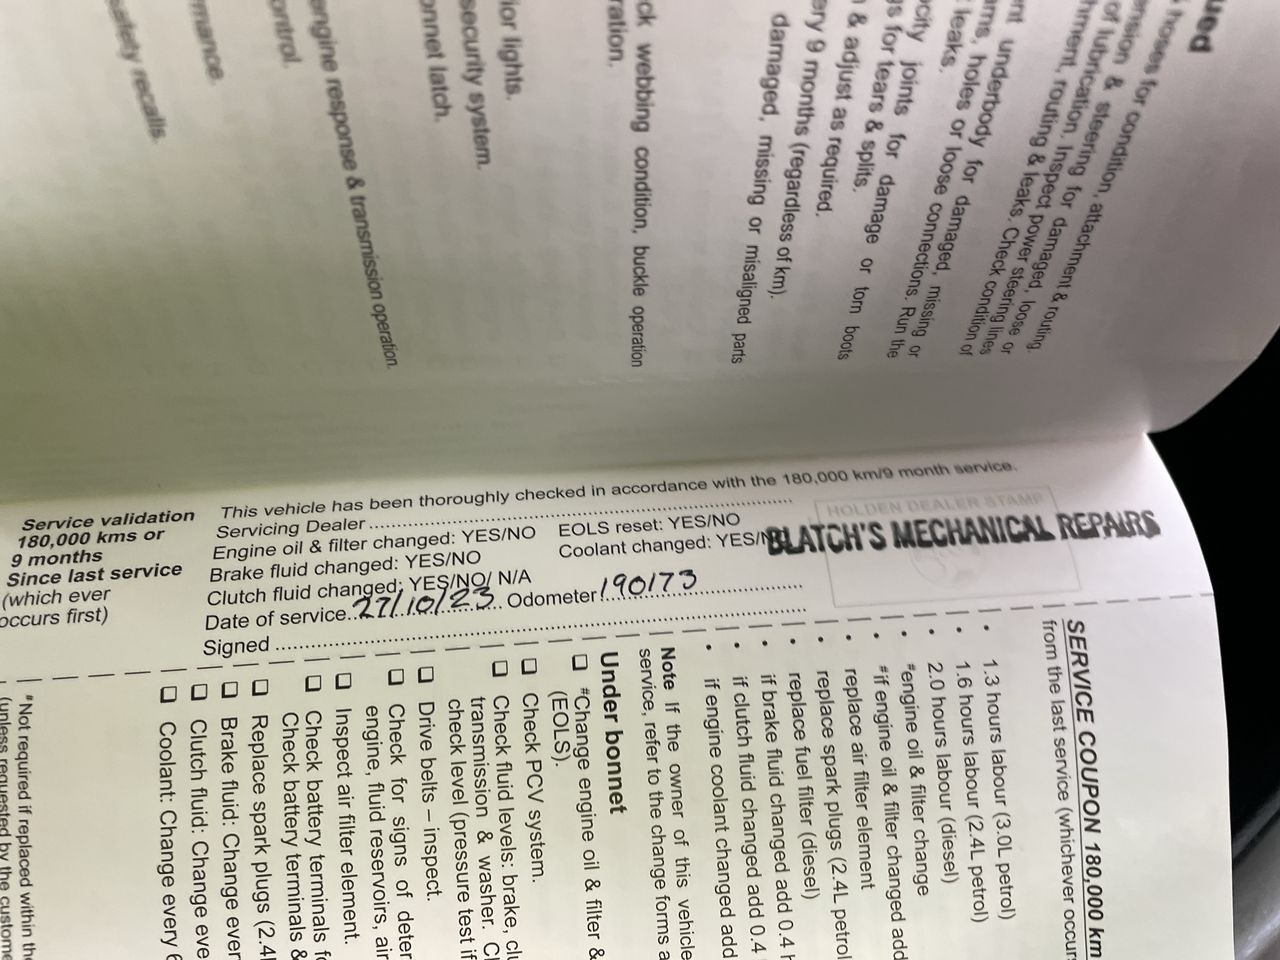 ued
hoses for condition, attachment & routing.
ension & steering for damaged, loose or
of lubrication. Inspect power steering lines
hment, routing & leaks. Check condition of
nt underbody for damaged, missing or
ams, holes or loose connections. Run the
leaks.
ocity joints for damage or torn boots
gs for tears & splits.
& adjust as required.
ery 9 months (regardless of km).
damaged, missing or misaligned parts
ck webbing condition, buckle operation
ration.
ior lights.
security system.
onnet latch.
engine response & transmission operation.
ontrol.
rmance.
safety recalls.
Service validation
180,000 kms or
9 months
Since last service
(which ever
occurs first)
This vehicle has been thoroughly checked in accordance with the 180,000 km/9 month service.
Servicing Dealer
Engine oil & filter changed: YES/NO EOLS reset: YES/NO
Brake fluid changed: YES/NO Coolant changed: YES/NO
Clutch fluid changed: YES/NO/ N/A
Date of service 27/10/23 Odometer 190173
Signed
HOLDEN DEALER STAMP
BLATCH'S MECHANICAL REPAIRS
SERVICE COUPON 180,000 km
from the last service (whichever occurs
• 1.3 hours labour (3.0L petrol)
• 1.6 hours labour (2.4L petrol)
• 2.0 hours labour (diesel)
• #engine oil & filter change
• #if engine oil & filter changed add
• replace air filter element
• replace spark plugs (2.4L petrol
• replace fuel filter (diesel)
• if brake fluid changed add 0.4 h
• if clutch fluid changed add 0.4
• if engine coolant changed add
Note If the owner of this vehicle
service, refer to the change forms a
Under bonnet
❑ #Change engine oil & filter &
(EOLS).
❑ Check PCV system.
❑ Check fluid levels: brake, clu
transmission & washer. Cl
check level (pressure test if
❑ Drive belts – inspect.
❑ Check for signs of deter
engine, fluid reservoirs, air
❑ Inspect air filter element.
❑ Check battery terminals fo
Check battery terminals &
❑ Replace spark plugs (2.4l
❑ Brake fluid: Change ever
❑ Clutch fluid: Change eve
❑ Coolant: Change every 6
#Not required if replaced within th
(unless requested by the custome